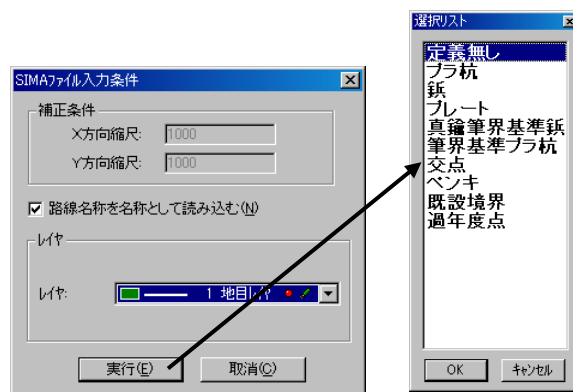 SIMAファイル入力条件
補正条件
X方向縮尺:
1000
Y方向縮尺:
1000
路線名称を名称として読み込む(N)
レイヤ
レイヤ:
1 地目レイヤ
実行(E)
取消(C)
選択リスト
定義無し
プラ杭
鋲
プレート
真鍮筆界基準鋲
筆界基準プラ杭
交点
ペンキ
既設境界
過年度点
OK
キャンセル